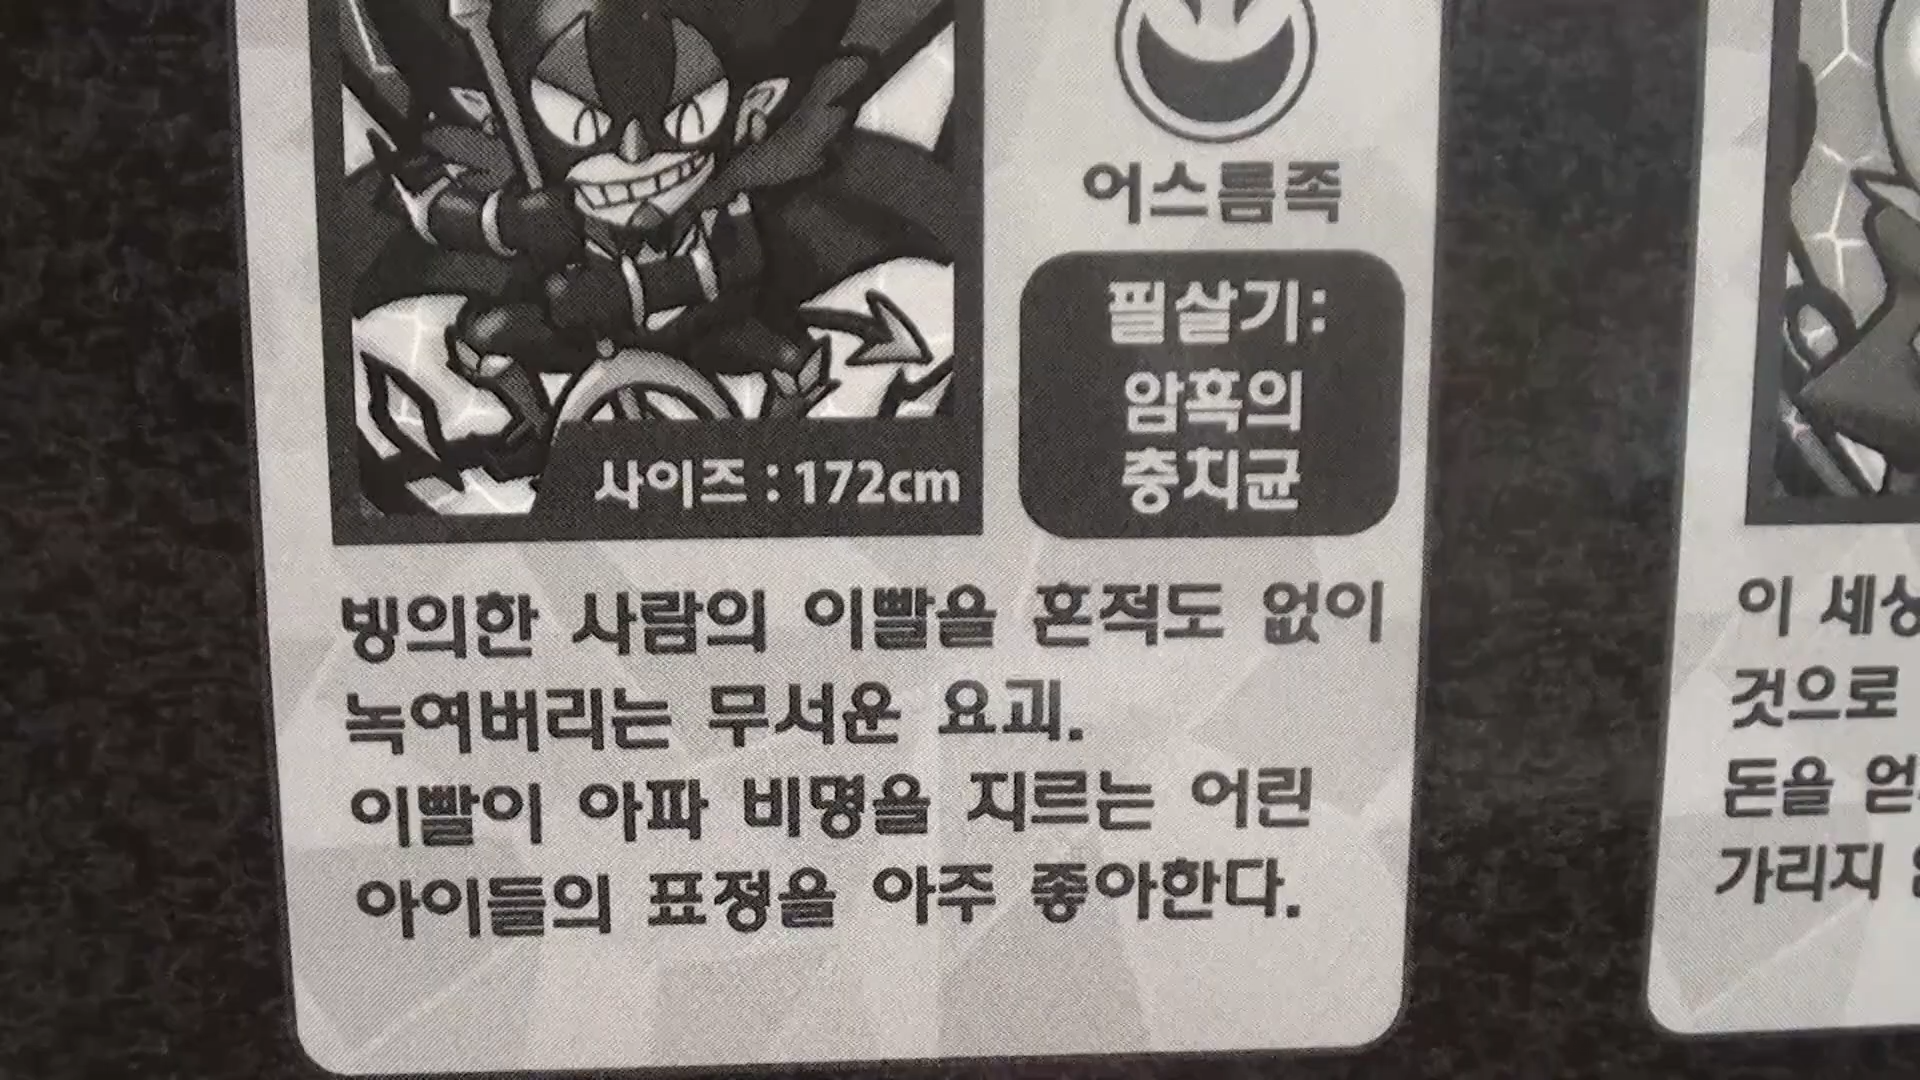 어스름족
필살기:
암흑의
충치균
사이즈 : 172cm
빙의한 사람의 이빨을 흔적도 없이
녹여버리는 무서운 요괴.
이빨이 아파 비명을 지르는 어린
아이들의 표정을 아주 좋아한다.
이 세상
것으로
돈을
가리지